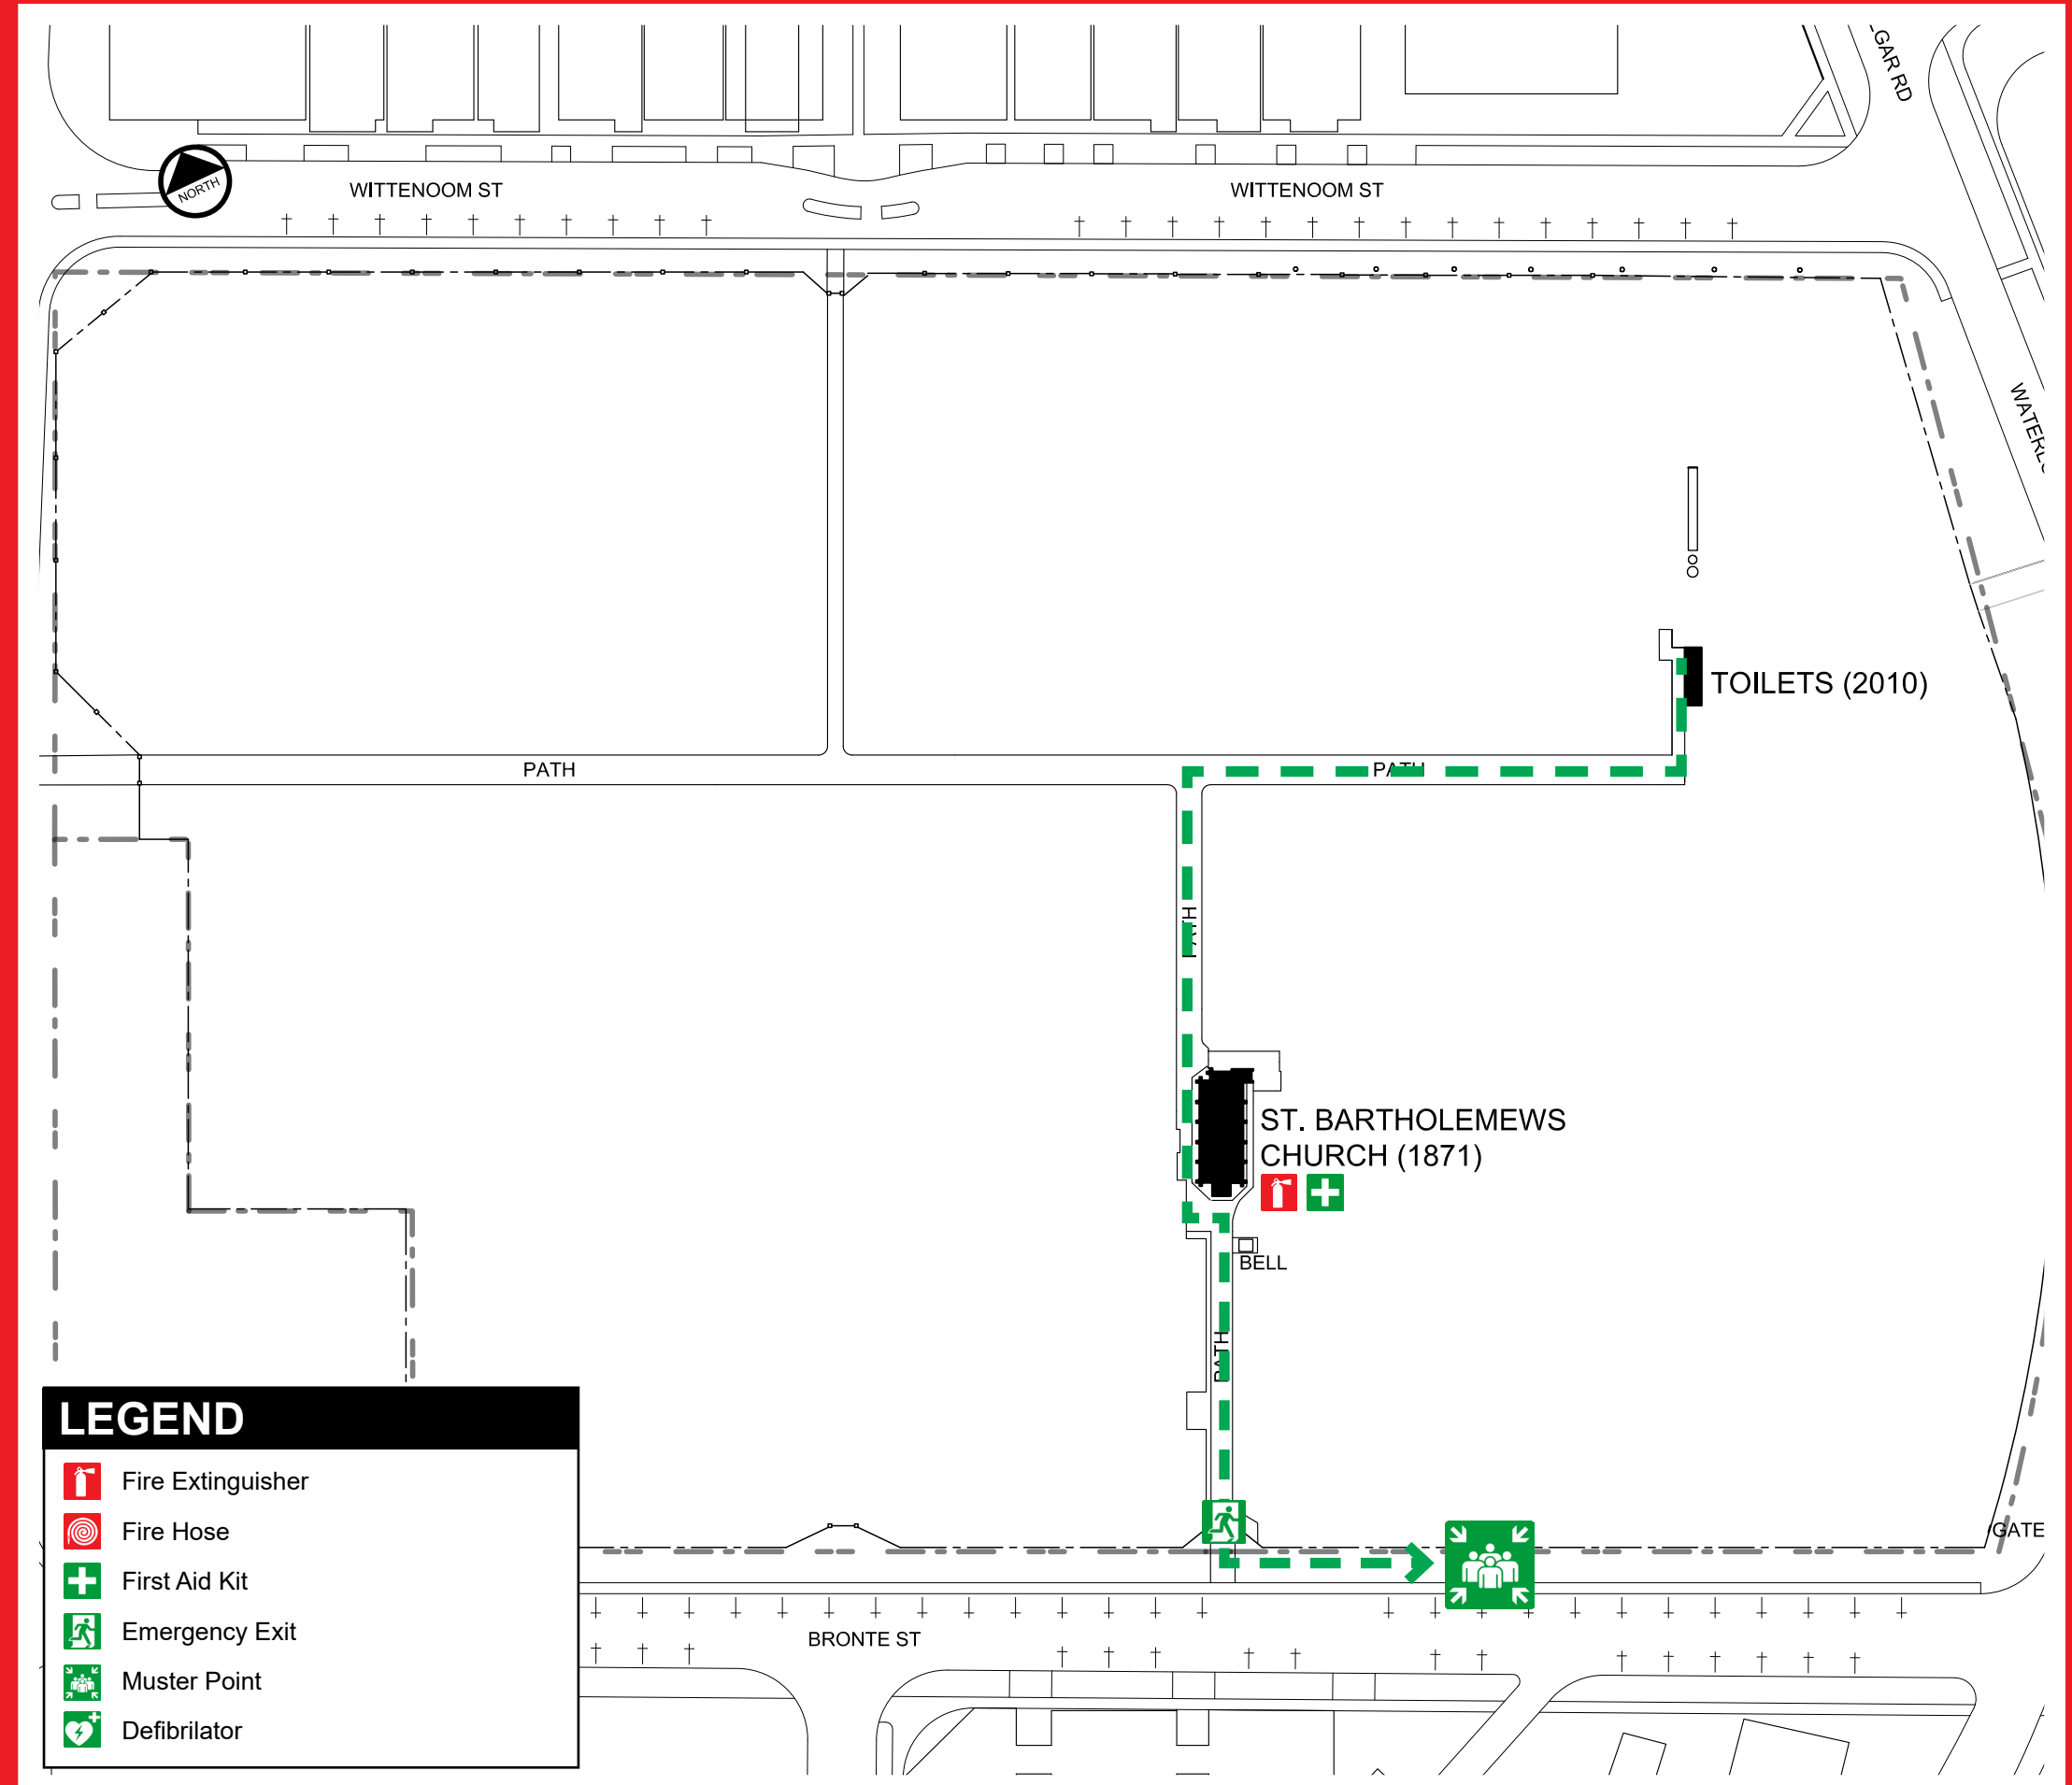 GAR RD
NORTH
WITTENOOM ST
WITTENOOM ST
TOILETS (2010)
PATH
PATH
PATH
ST. BARTHOLEMEWS
CHURCH (1871)
BELL
PATH
LEGEND
Fire Extinguisher
Fire Hose
First Aid Kit
Emergency Exit
Muster Point
Defibrilator
GATE
BRONTE ST